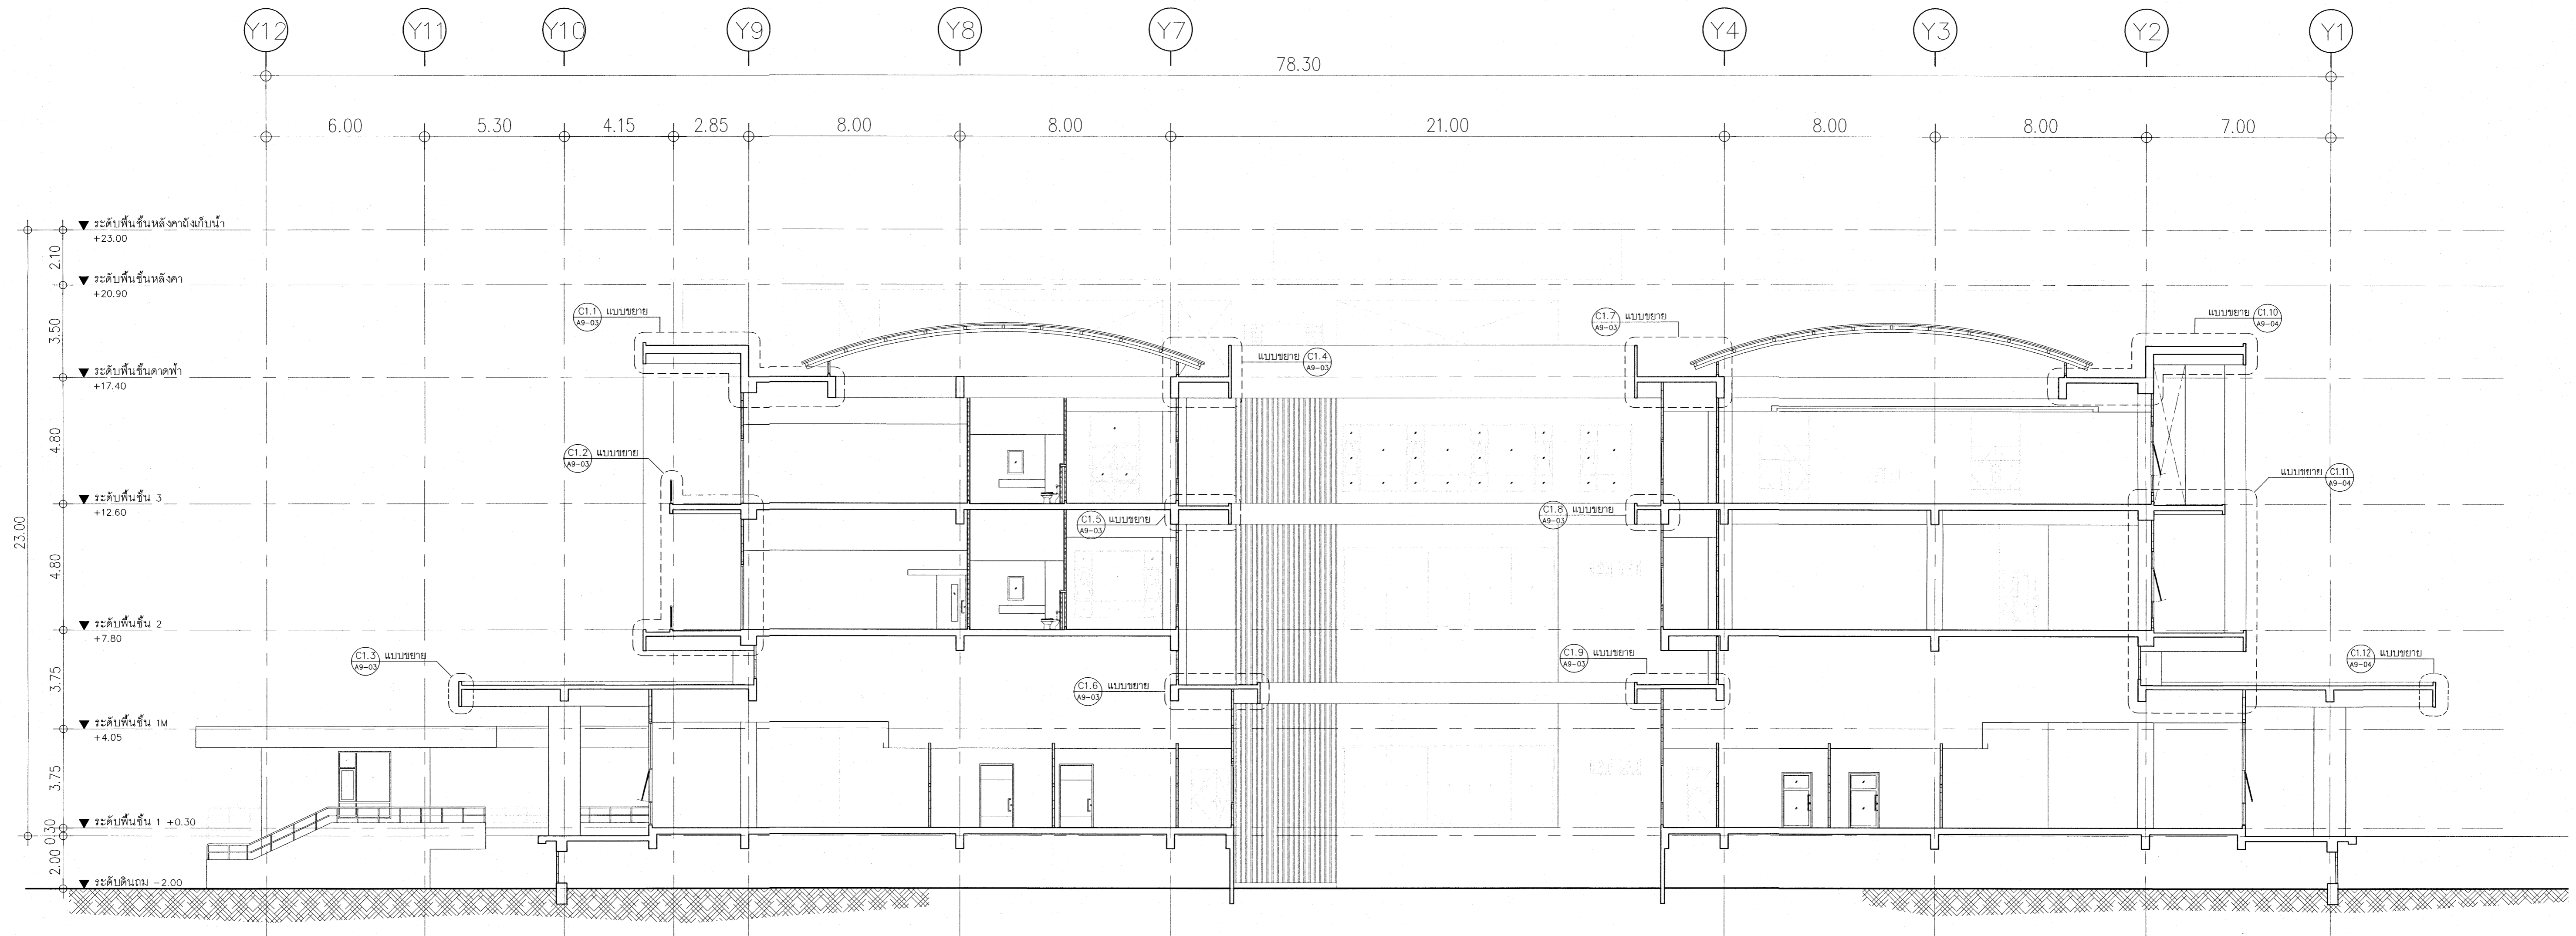 Y12 Y11 Y10 Y9 Y8 Y7 Y4 Y3 Y2 Y1
78.30
6.00 5.30 4.15 2.85 8.00 8.00 21.00 8.00 8.00 7.00
ระดับพื้นชั้นหลังคาถังเก็บน้ำ
+23.00
2.10
ระดับพื้นชั้นหลังคา
+20.90
3.50
C1.1 แบบขยาย
A9-03
C1.7 แบบขยาย
A9-03
แบบขยาย C1.10
A9-04
แบบขยาย C1.4
A9-03
ระดับพื้นชั้นดาดฟ้า
+17.40
4.80
C1.2 แบบขยาย
A9-03
แบบขยาย C1.11
A9-04
ระดับพื้นชั้น 3
+12.60
C1.5 แบบขยาย
A9-03
C1.8 แบบขยาย
A9-03
23.00
4.80
ระดับพื้นชั้น 2
+7.80
C1.3 แบบขยาย
A9-03
C1.9 แบบขยาย
A9-03
C1.12 แบบขยาย
A9-04
3.75
C1.6 แบบขยาย
A9-03
ระดับพื้นชั้น 1M
+4.05
3.75
ระดับพื้นชั้น 1 +0.30
0.30
2.00
ระดับดินถม -2.00